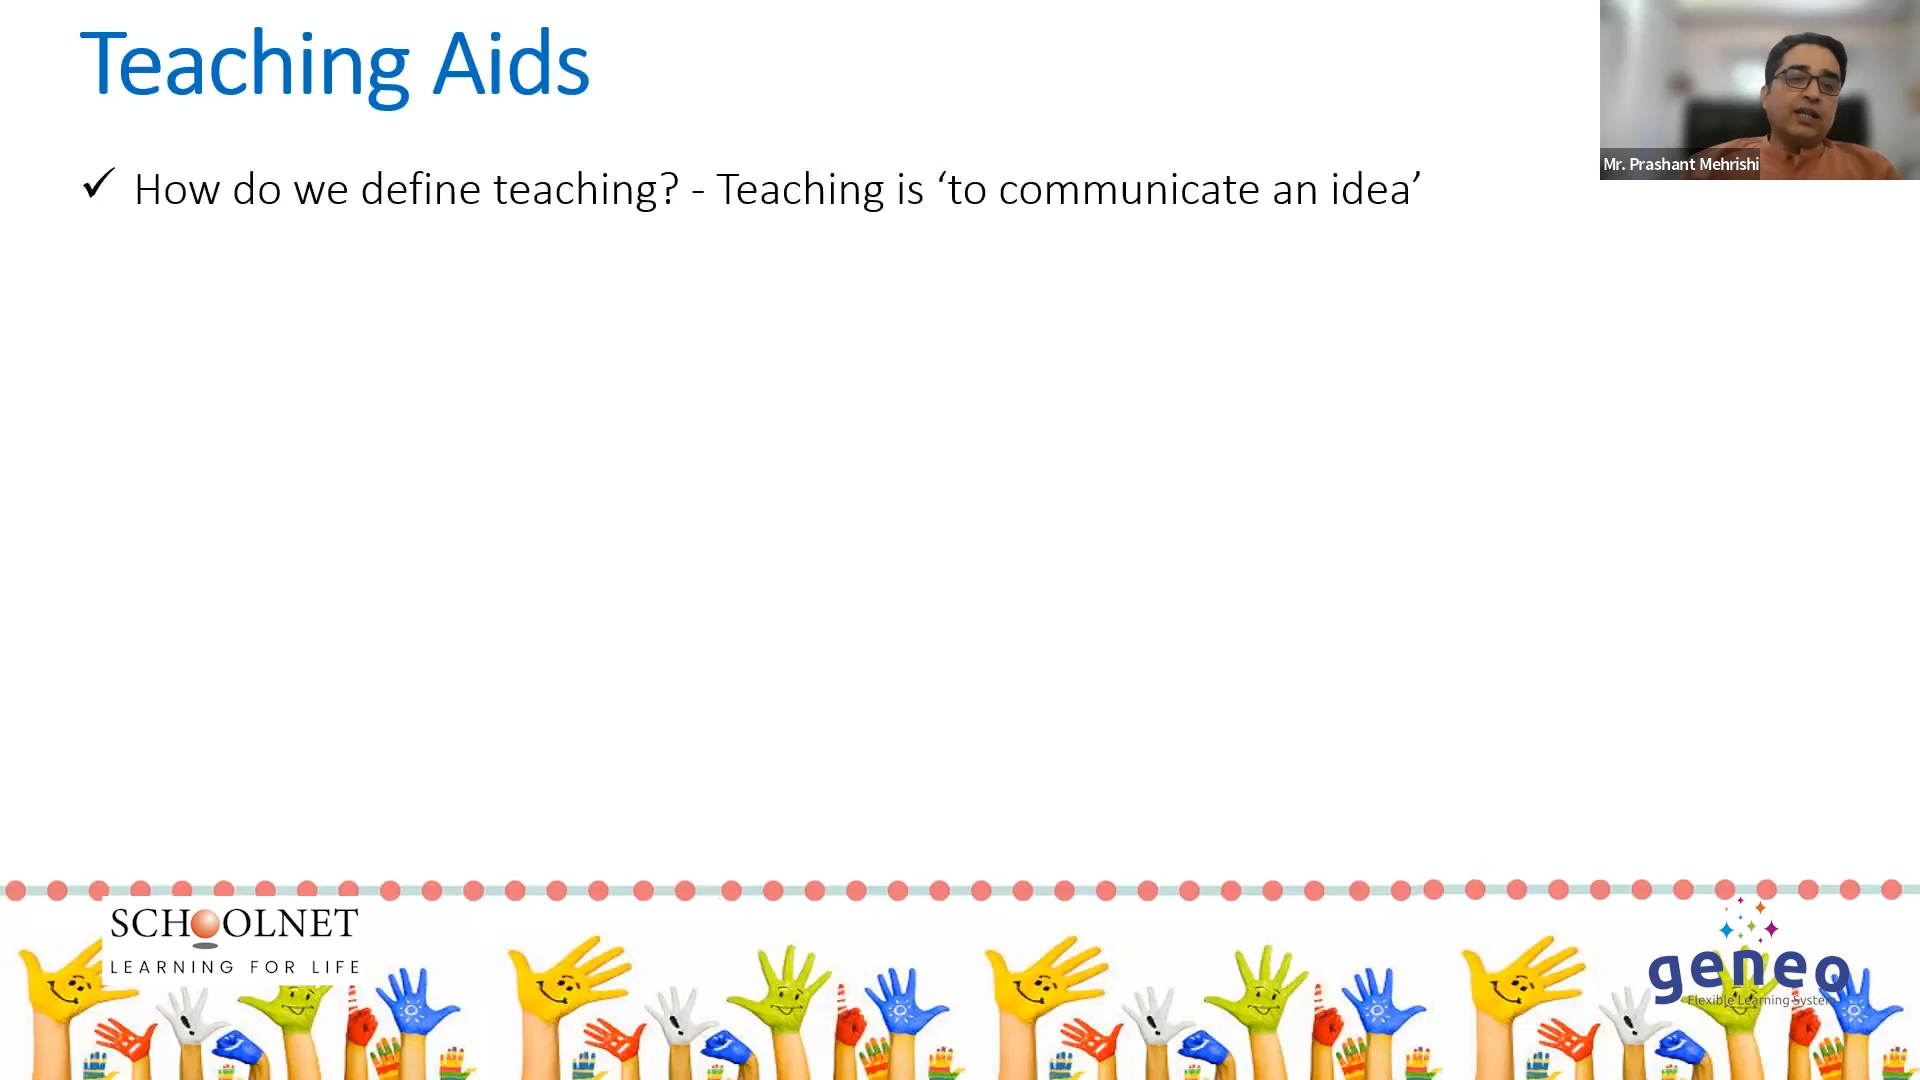 Teaching Aids
✓ How do we define teaching? - Teaching is ‘to communicate an idea’
Mr. Prashant Mehrishi
SCHOOLNET
LEARNING FOR LIFE
geneo
Flexible Learning System